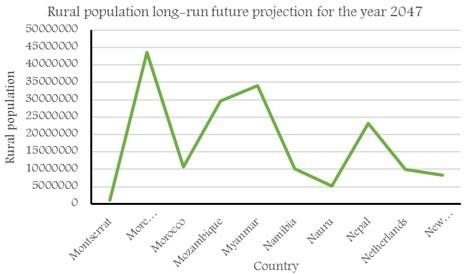 Rural population long-run future projection for the year 2047
Rural population
50000000
45000000
40000000
35000000
30000000
25000000
20000000
15000000
10000000
5000000
0
Montserrat
More...
Morocco
Mozambique
Myanmar
Namibia
Nauru
Nepal
Netherlands
New...
Country